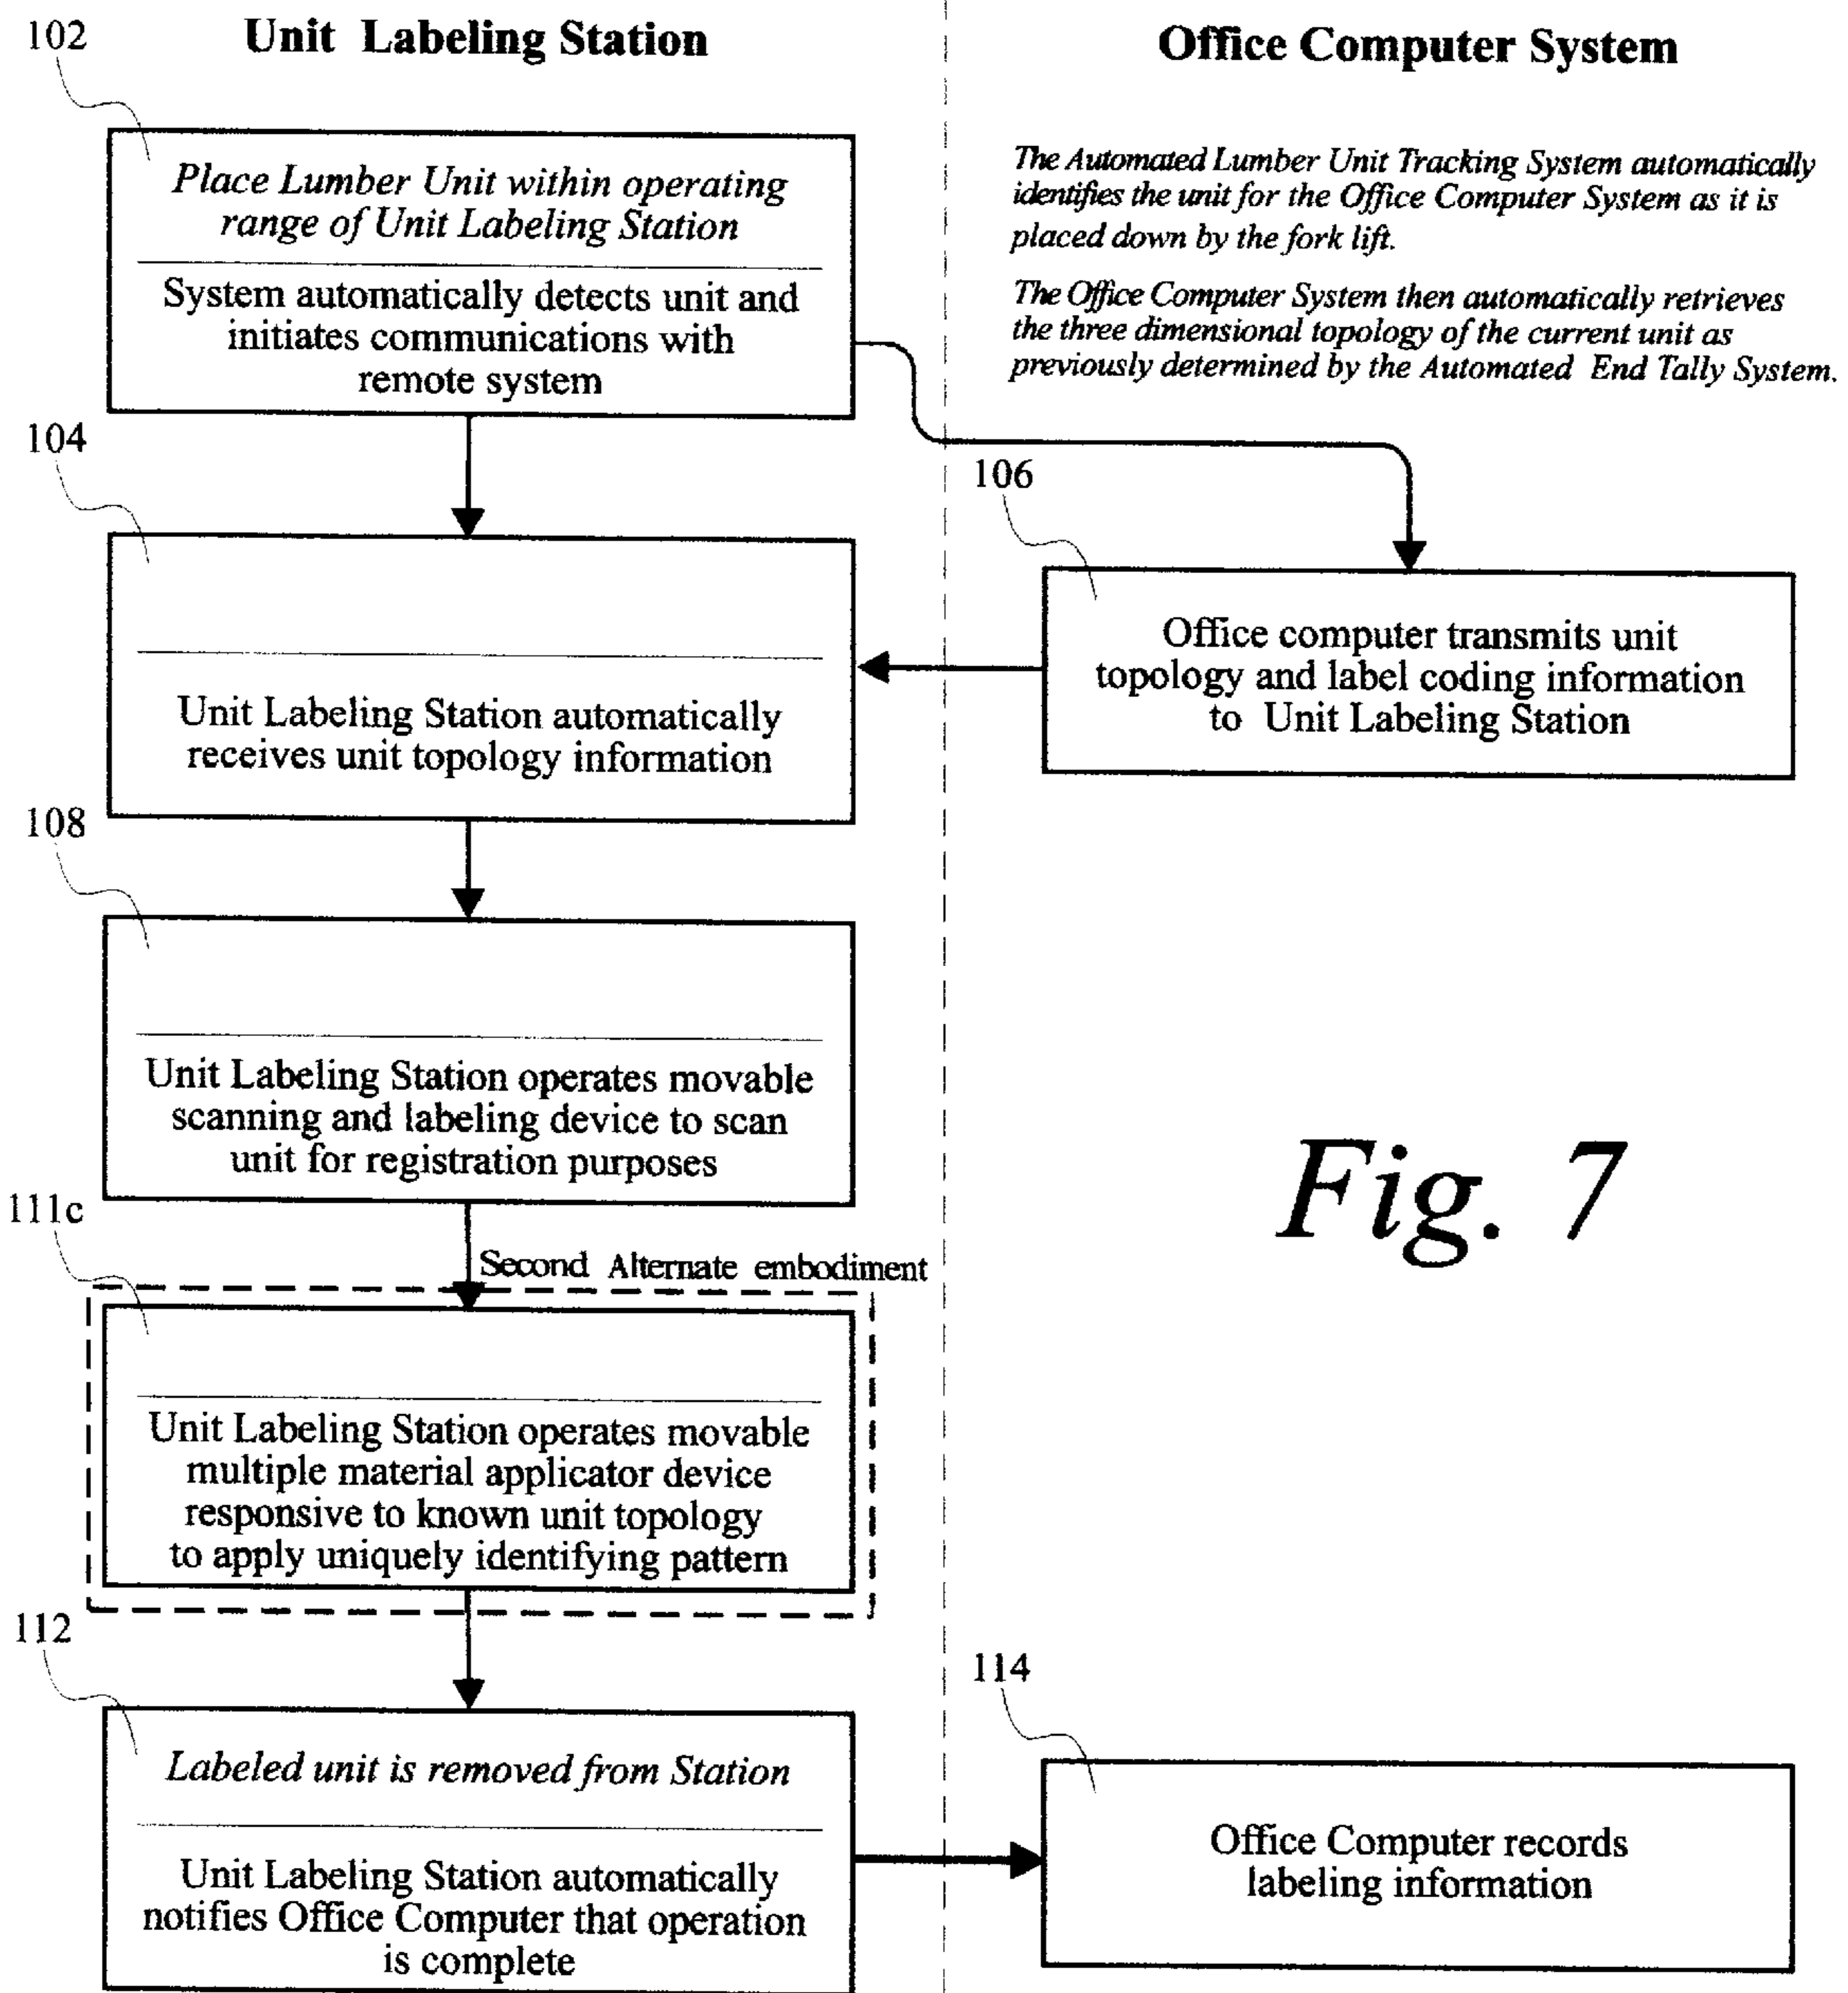 Unit Labeling Station
Office Computer System
102
Place Lumber Unit within operating
range of Unit Labeling Station
System automatically detects unit and
initiates communications with
remote system
The Automated Lumber Unit Tracking System automatically
identifies the unit for the Office Computer System as it is
placed down by the fork lift.
The Office Computer System then automatically retrieves
the three dimensional topology of the current unit as
previously determined by the Automated End Tally System.
104
Unit Labeling Station automatically
receives unit topology information
106
Office computer transmits unit
topology and label coding information
to Unit Labeling Station
108
Unit Labeling Station operates movable
scanning and labeling device to scan
unit for registration purposes
Fig. 7
111c
Second Alternate embodiment
Unit Labeling Station operates movable
multiple material applicator device
responsive to known unit topology
to apply uniquely identifying pattern
112
Labeled unit is removed from Station
Unit Labeling Station automatically
notifies Office Computer that operation
is complete
114
Office Computer records
labeling information